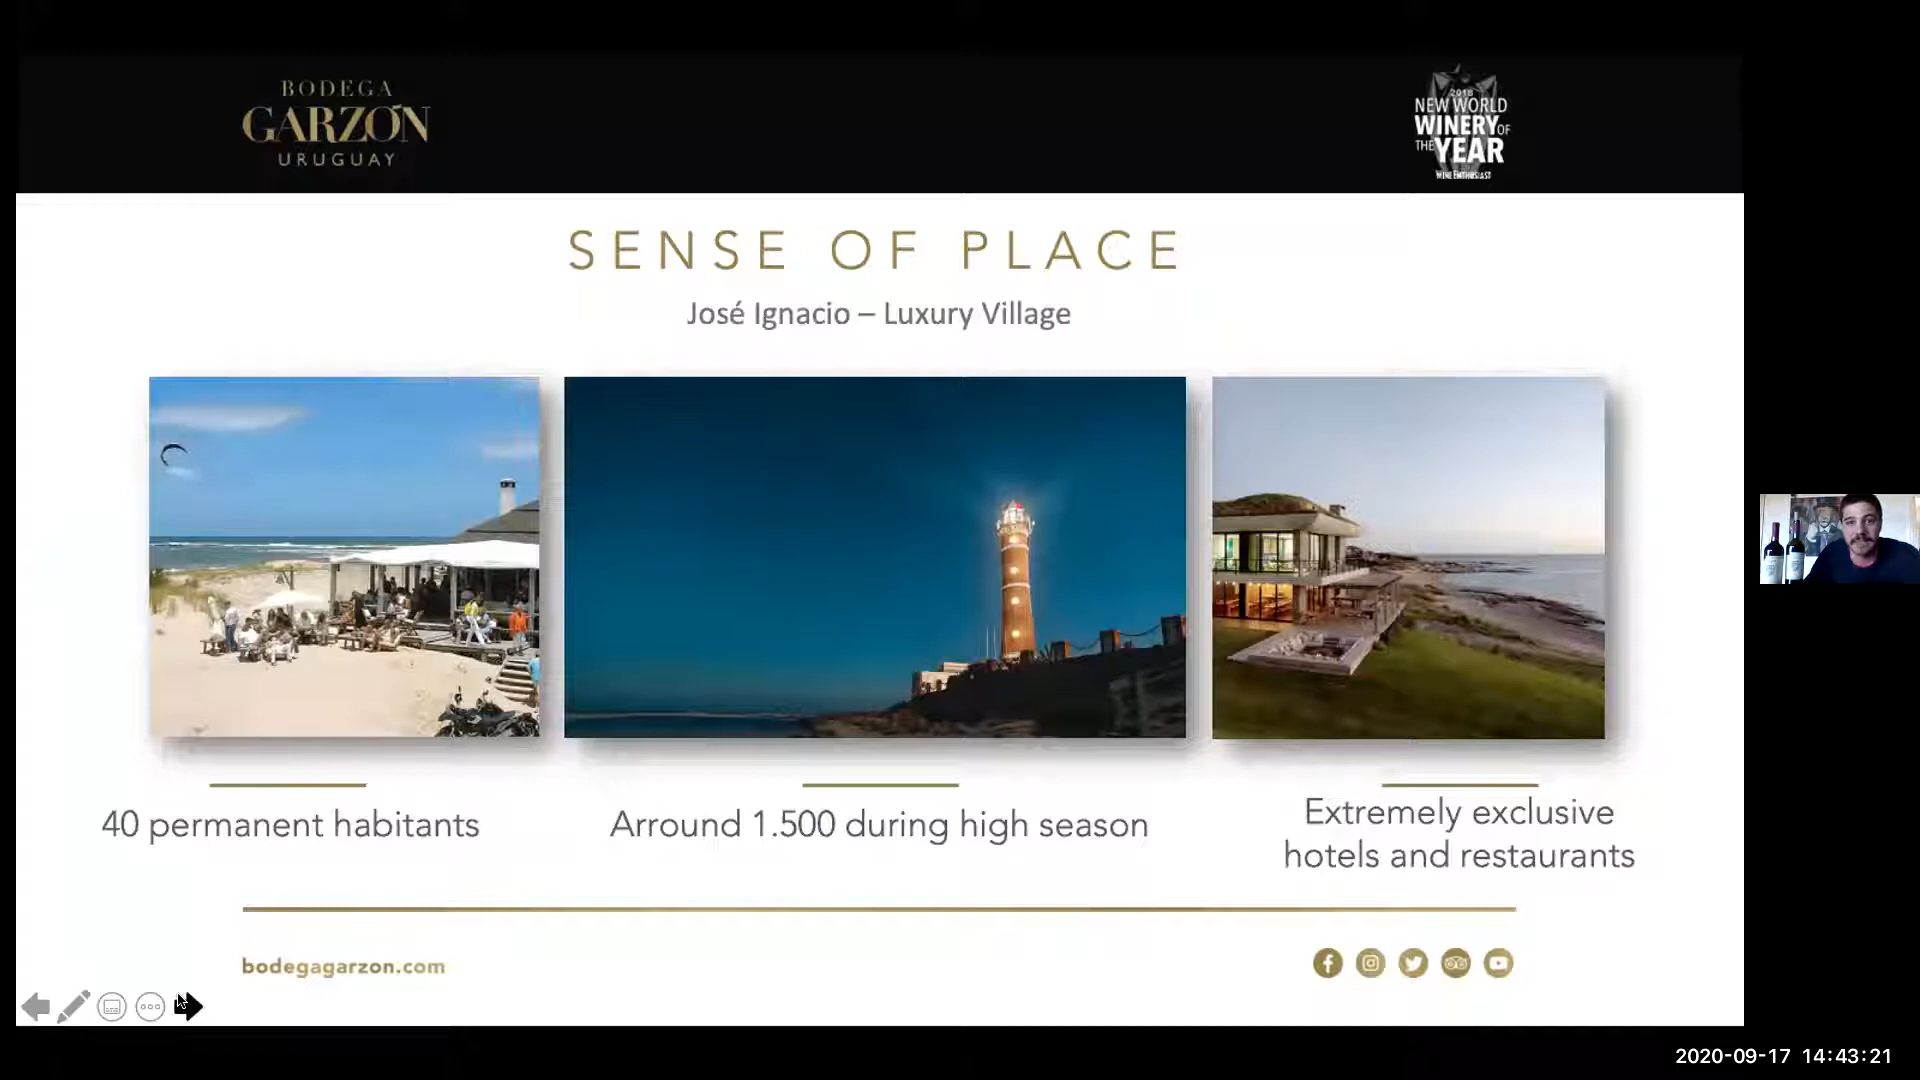 BODEGA
GARZÓN
URUGUAY
2018
NEW WORLD
WINERY OF
THE YEAR
WINE ENTHUSIAST
SENSE OF PLACE
José Ignacio – Luxury Village
40 permanent habitants
Arround 1.500 during high season
Extremely exclusive
hotels and restaurants
bodegagarzon.com
2020-09-17 14:43:21